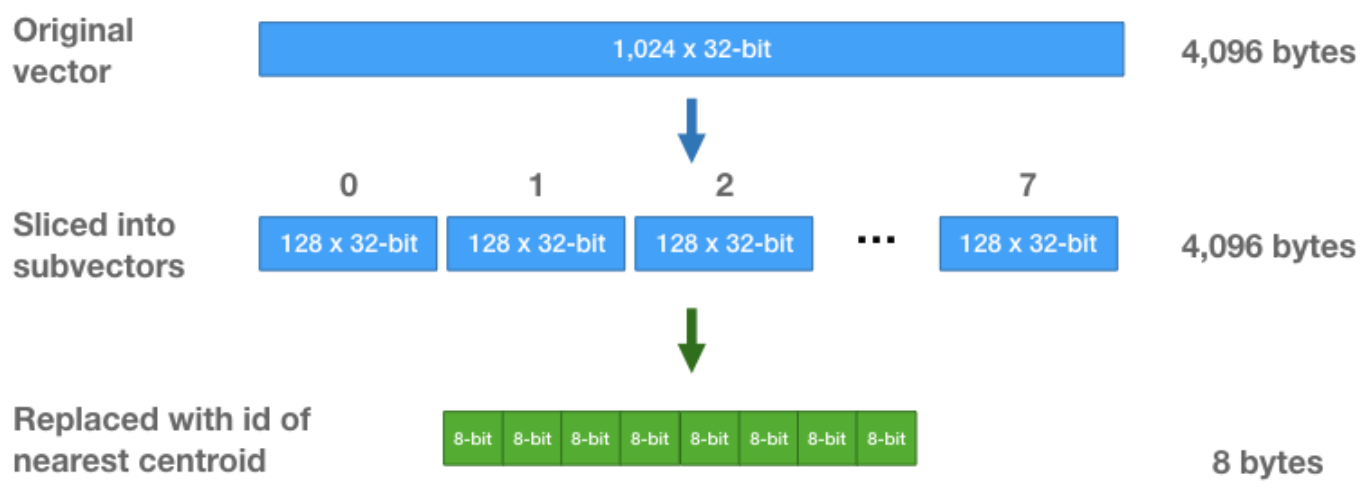 Original
vector
1,024 x 32-bit
4,096 bytes
0
1
2
7
Sliced into
subvectors
128 x 32-bit
128 x 32-bit
128 x 32-bit
...
128 x 32-bit
4,096 bytes
Replaced with id of
nearest centroid
8-bit
8-bit
8-bit
8-bit
8-bit
8-bit
8-bit
8-bit
8 bytes